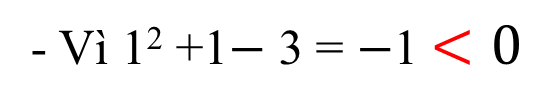 - Vì 1² +1− 3 = −1 < 0